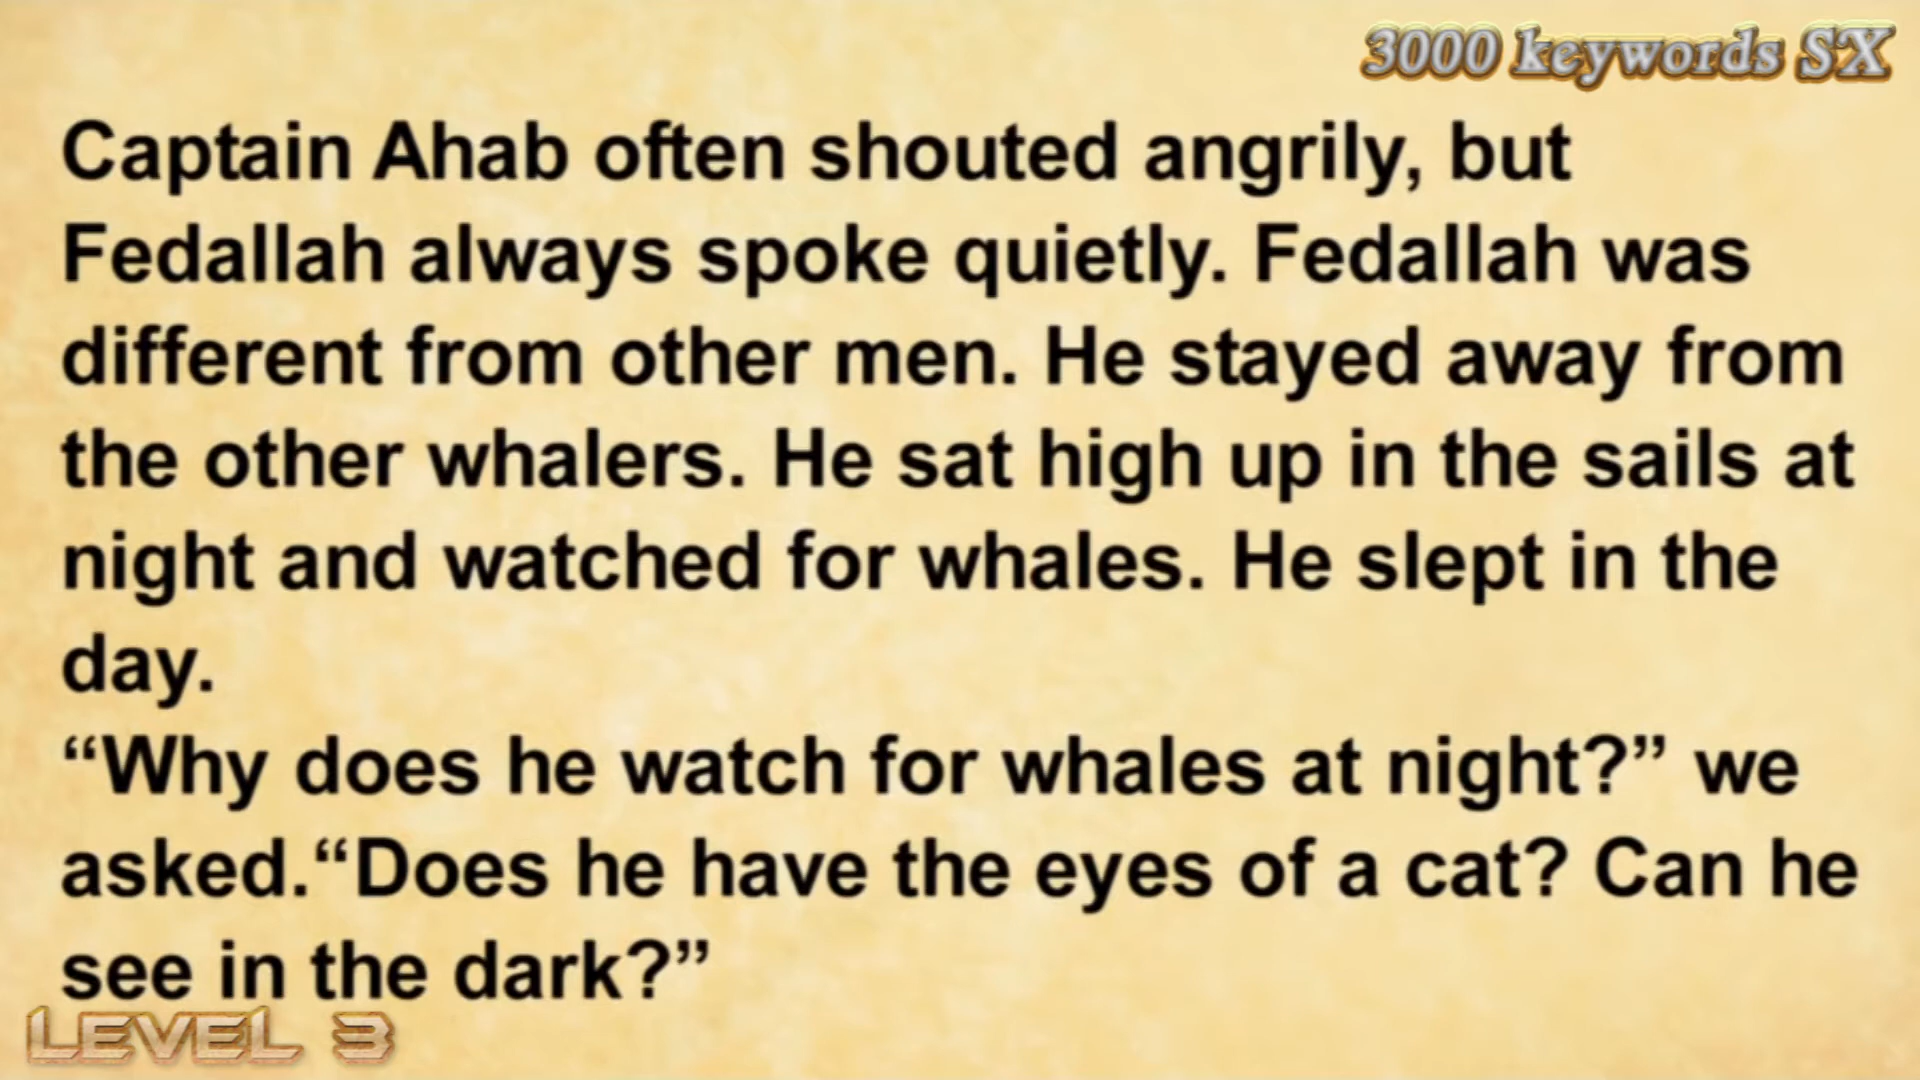 3000 keywords SX
Captain Ahab often shouted angrily, but
Fedallah always spoke quietly. Fedallah was
different from other men. He stayed away from
the other whalers. He sat high up in the sails at
night and watched for whales. He slept in the
day.
“Why does he watch for whales at night?” we
asked.“Does he have the eyes of a cat? Can he
see in the dark?”
LEVEL 3